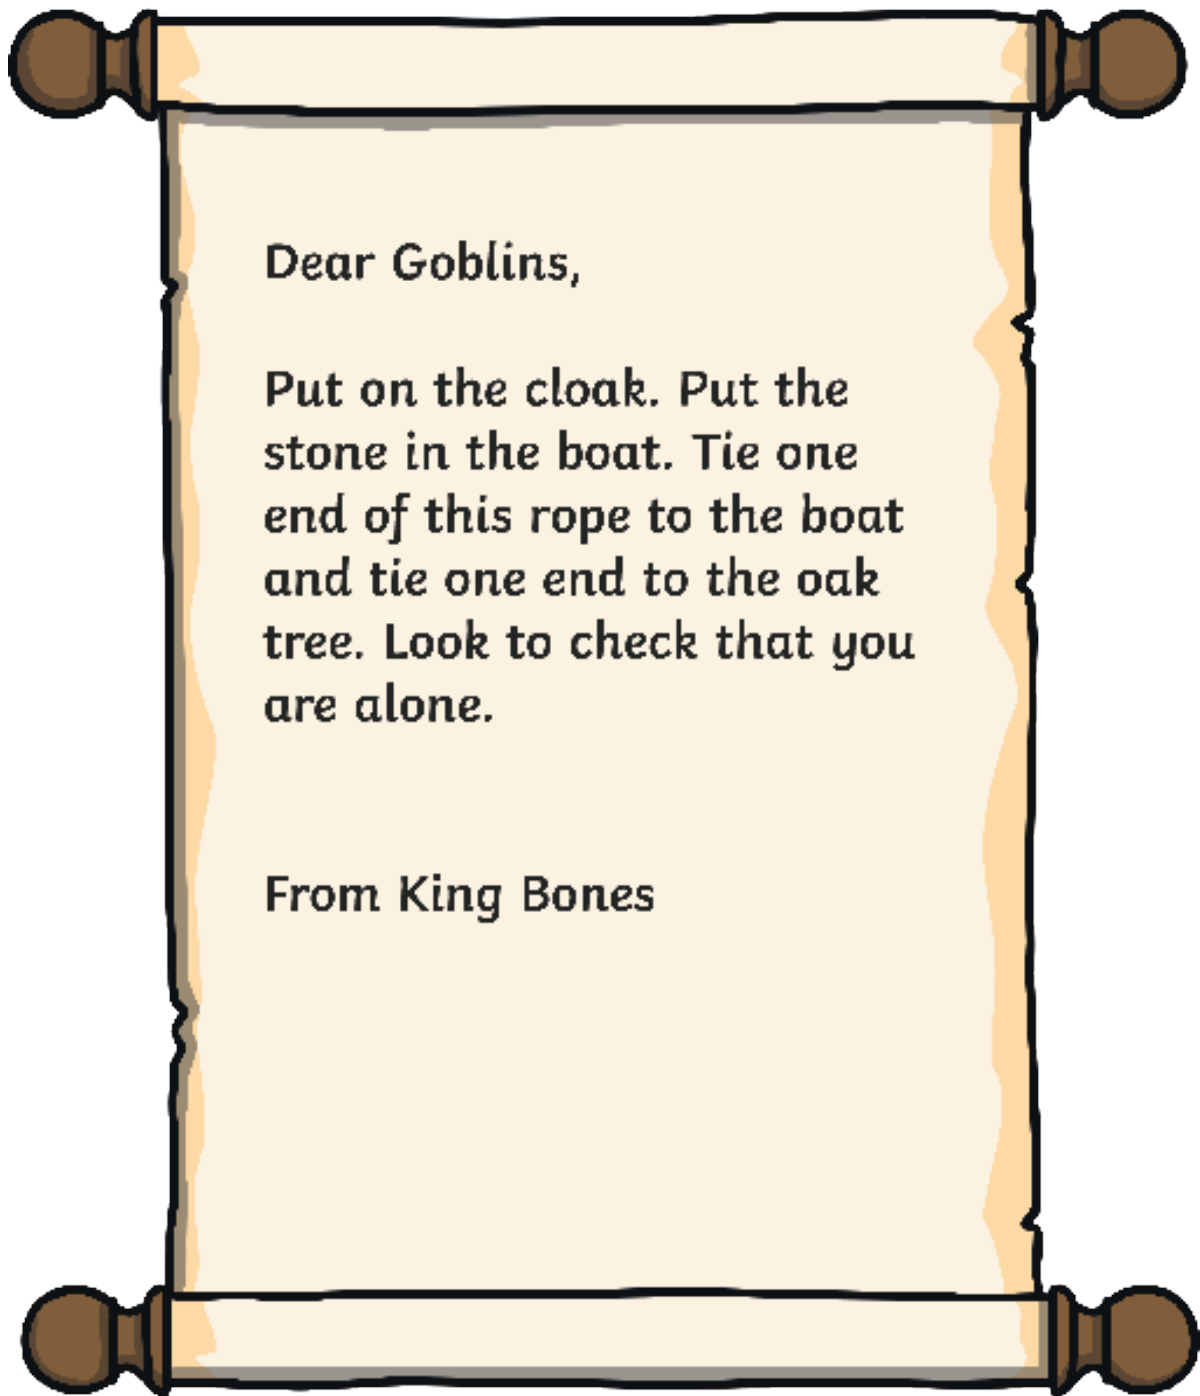 Dear Goblins,
Put on the cloak. Put the
stone in the boat. Tie one
end of this rope to the boat
and tie one end to the oak
tree. Look to check that you
are alone.
From King Bones